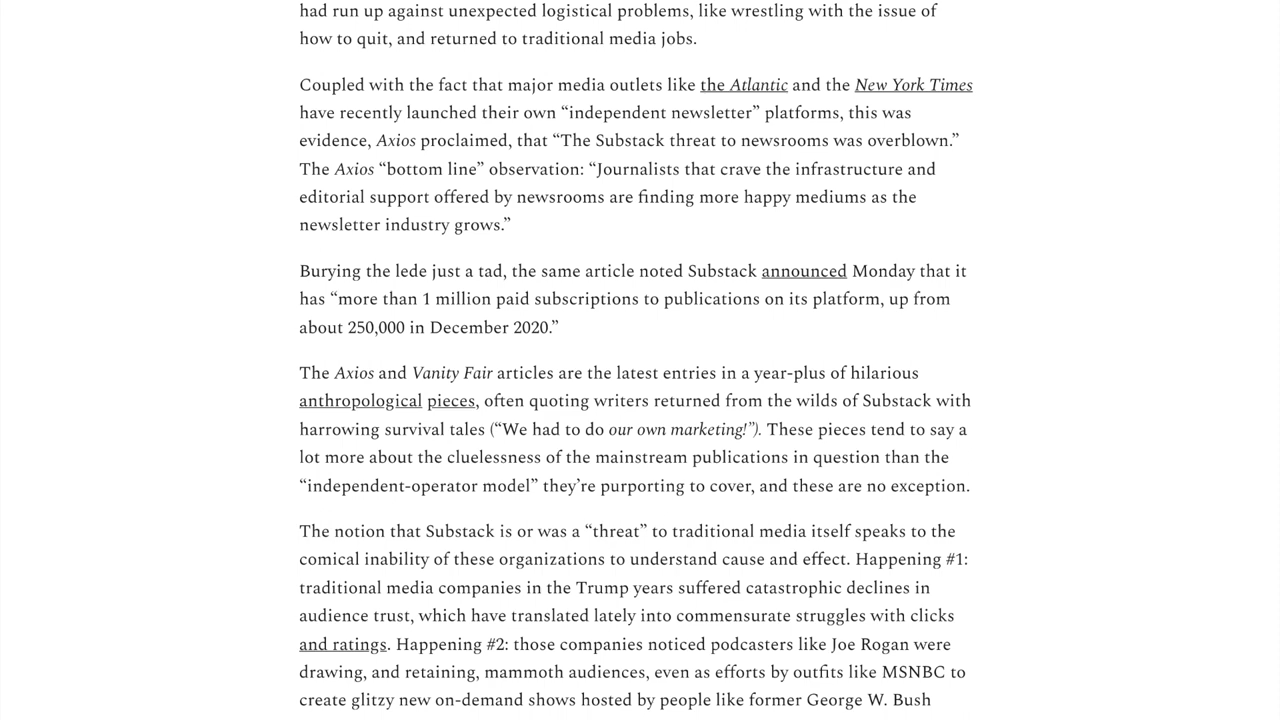 had run up against unexpected logistical problems, like wrestling with the issue of
how to quit, and returned to traditional media jobs.
Coupled with the fact that major media outlets like the Atlantic and the New York Times
have recently launched their own “independent newsletter” platforms, this was
evidence, Axios proclaimed, that “The Substack threat to newsrooms was overblown.”
The Axios “bottom line” observation: “Journalists that crave the infrastructure and
editorial support offered by newsrooms are finding more happy mediums as the
newsletter industry grows.”
Burying the lede just a tad, the same article noted Substack announced Monday that it
has “more than 1 million paid subscriptions to publications on its platform, up from
about 250,000 in December 2020.”
The Axios and Vanity Fair articles are the latest entries in a year-plus of hilarious
anthropological pieces, often quoting writers returned from the wilds of Substack with
harrowing survival tales (“We had to do our own marketing!”). These pieces tend to say a
lot more about the cluelessness of the mainstream publications in question than the
“independent-operator model” they’re purporting to cover, and these are no exception.
The notion that Substack is or was a “threat” to traditional media itself speaks to the
comical inability of these organizations to understand cause and effect. Happening #1:
traditional media companies in the Trump years suffered catastrophic declines in
audience trust, which have translated lately into commensurate struggles with clicks
and ratings. Happening #2: those companies noticed podcasters like Joe Rogan were
drawing, and retaining, mammoth audiences, even as efforts by outfits like MSNBC to
create glitzy new on-demand shows hosted by people like former George W. Bush